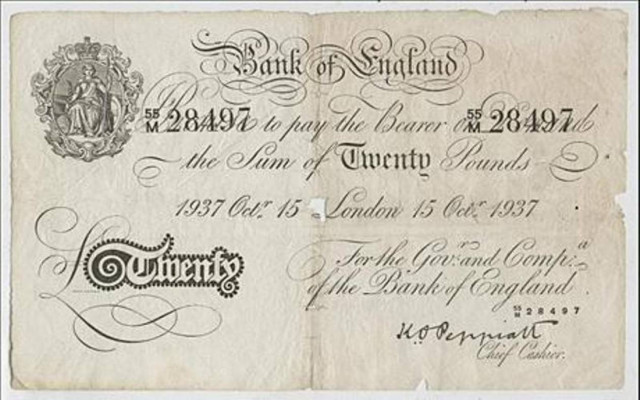 Bank of England
55/M 28497 55/M 28497
Promise to pay the Bearer on Demand
the Sum of Twenty Pounds
1937 Octr. 15 London 15 Octr. 1937
£ Twenty
For the Govr. and Compa.
of the Bank of England.
55/M 28497
K.O. Peppiatt
Chief Cashier.